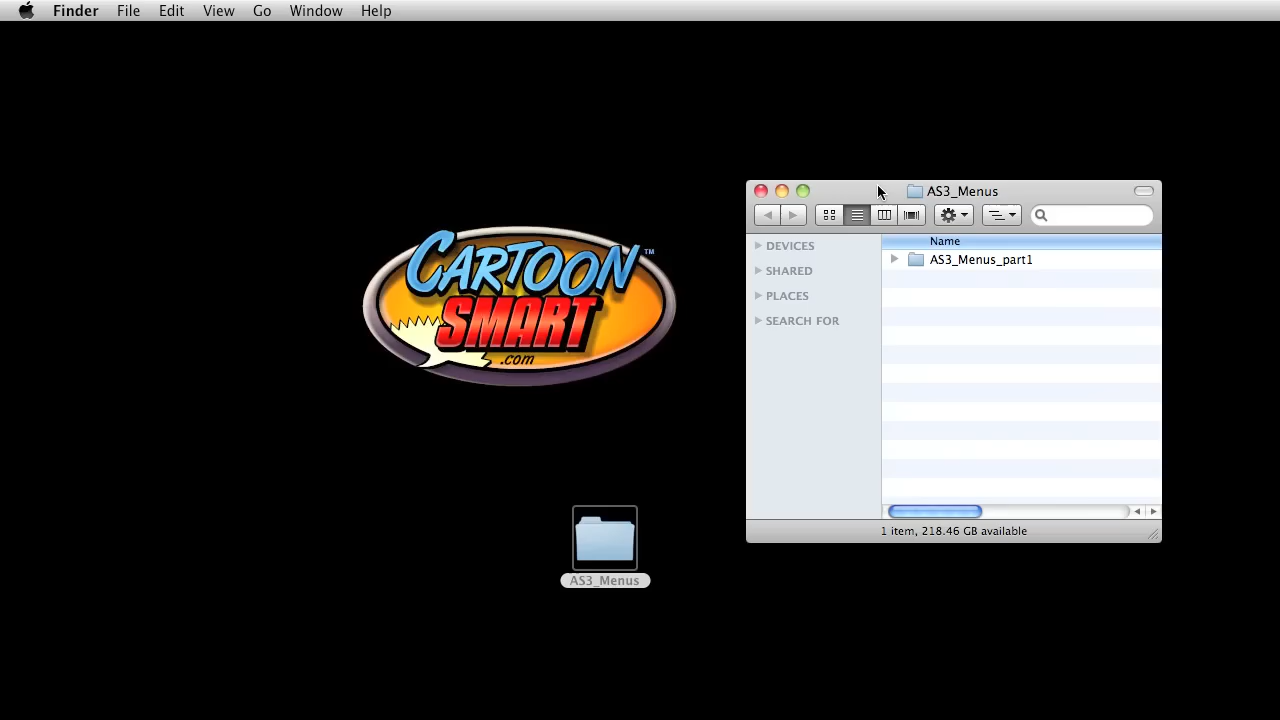 Finder File Edit View Go Window Help
CARTOON™
SMART
.com
AS3_Menus
AS3_Menus
DEVICES
SHARED
PLACES
SEARCH FOR
Name
AS3_Menus_part1
1 item, 218.46 GB available